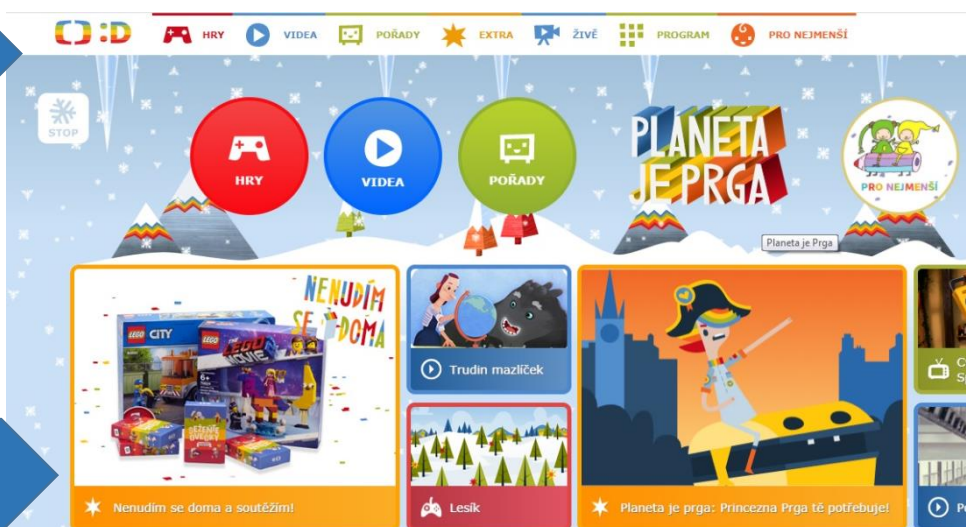 :D
HRY
VIDEA
POŘADY
EXTRA
ŽIVĚ
PROGRAM
PRO NEJMENŠÍ
STOP
HRY
VIDEA
POŘADY
PLANETA
JE PRGA
PRO NEJMENŠÍ
Planeta je Prga
NENUDÍM
SE DOMA
LEGO CITY
THE LEGO MOVIE
6+
Trudin mazlíček
Lesík
Nenudím se doma a soutěžím!
Planeta je prga: Princezna Prga tě potřebuje!